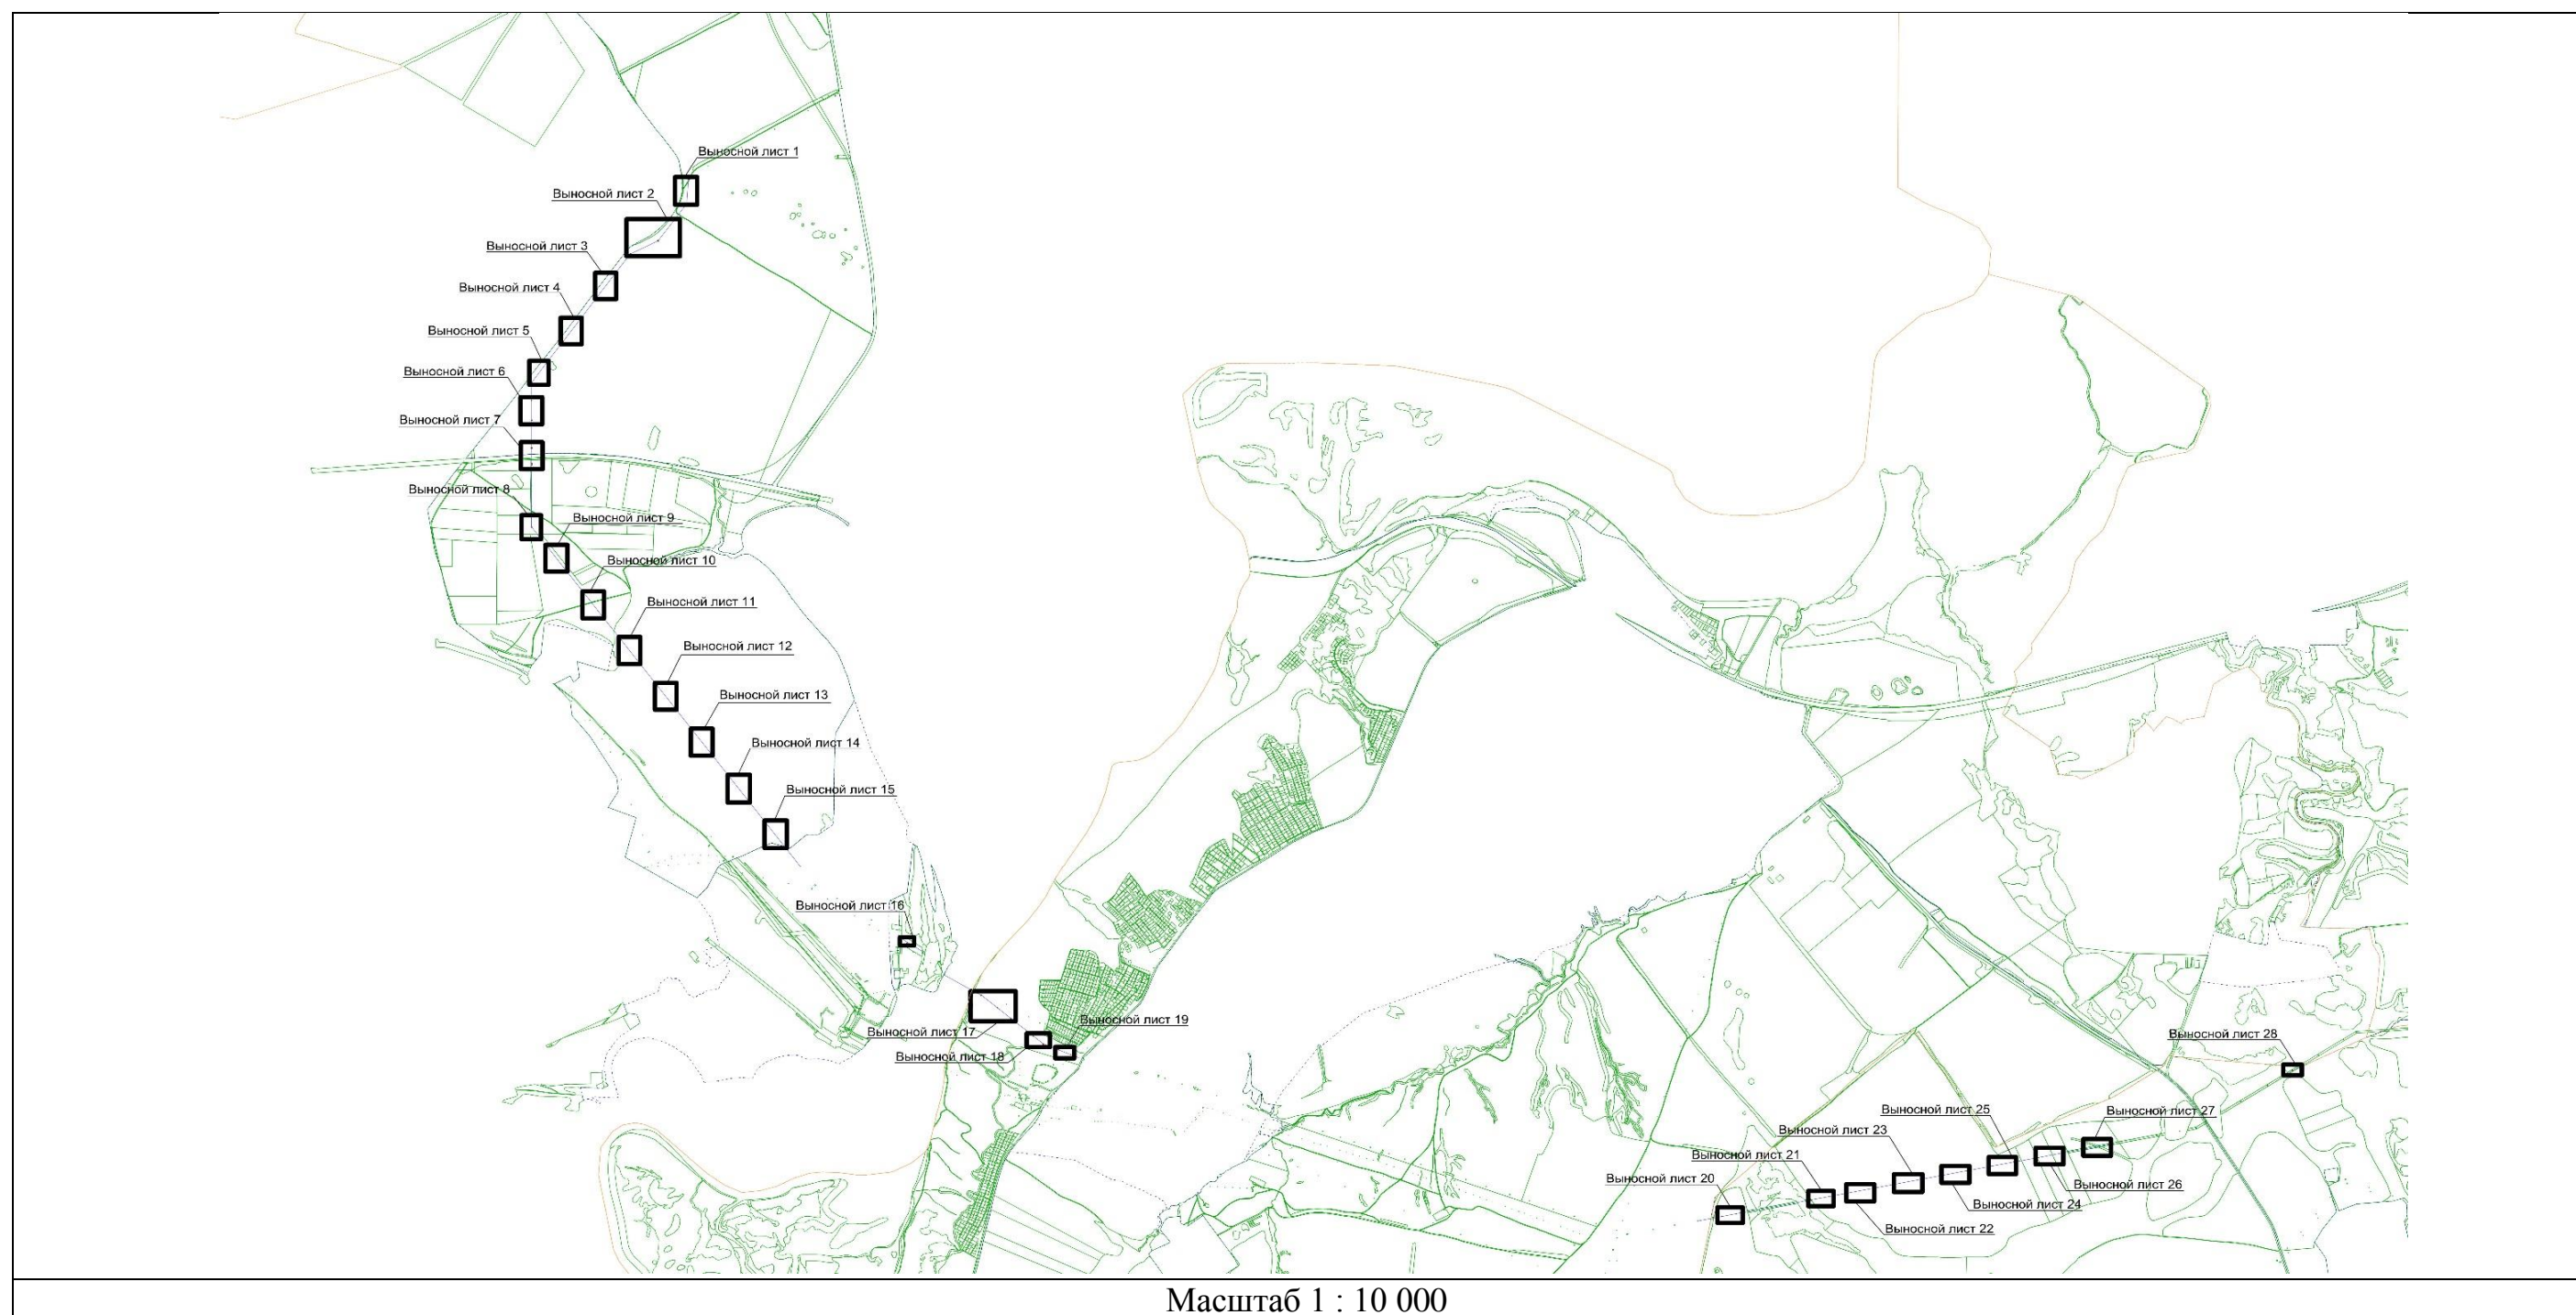 Выносной лист 1
Выносной лист 2
Выносной лист 3
Выносной лист 4
Выносной лист 5
Выносной лист 6
Выносной лист 7
Выносной лист 8
Выносной лист 9
Выносной лист 10
Выносной лист 11
Выносной лист 12
Выносной лист 13
Выносной лист 14
Выносной лист 15
Выносной лист 16
Выносной лист 17
Выносной лист 18
Выносной лист 19
Выносной лист 20
Выносной лист 21
Выносной лист 22
Выносной лист 23
Выносной лист 24
Выносной лист 25
Выносной лист 26
Выносной лист 27
Выносной лист 28
Масштаб 1 : 10 000